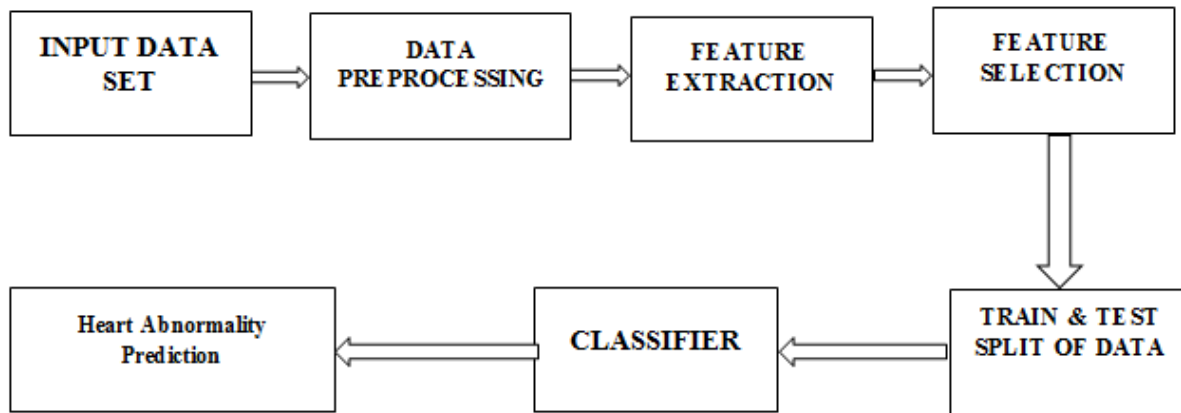 INPUT DATA
SET
DATA
PREPROCESSING
FEATURE
EXTRACTION
FEATURE
SELECTION
Heart Abnormality
Prediction
CLASSIFIER
TRAIN & TEST
SPLIT OF DATA